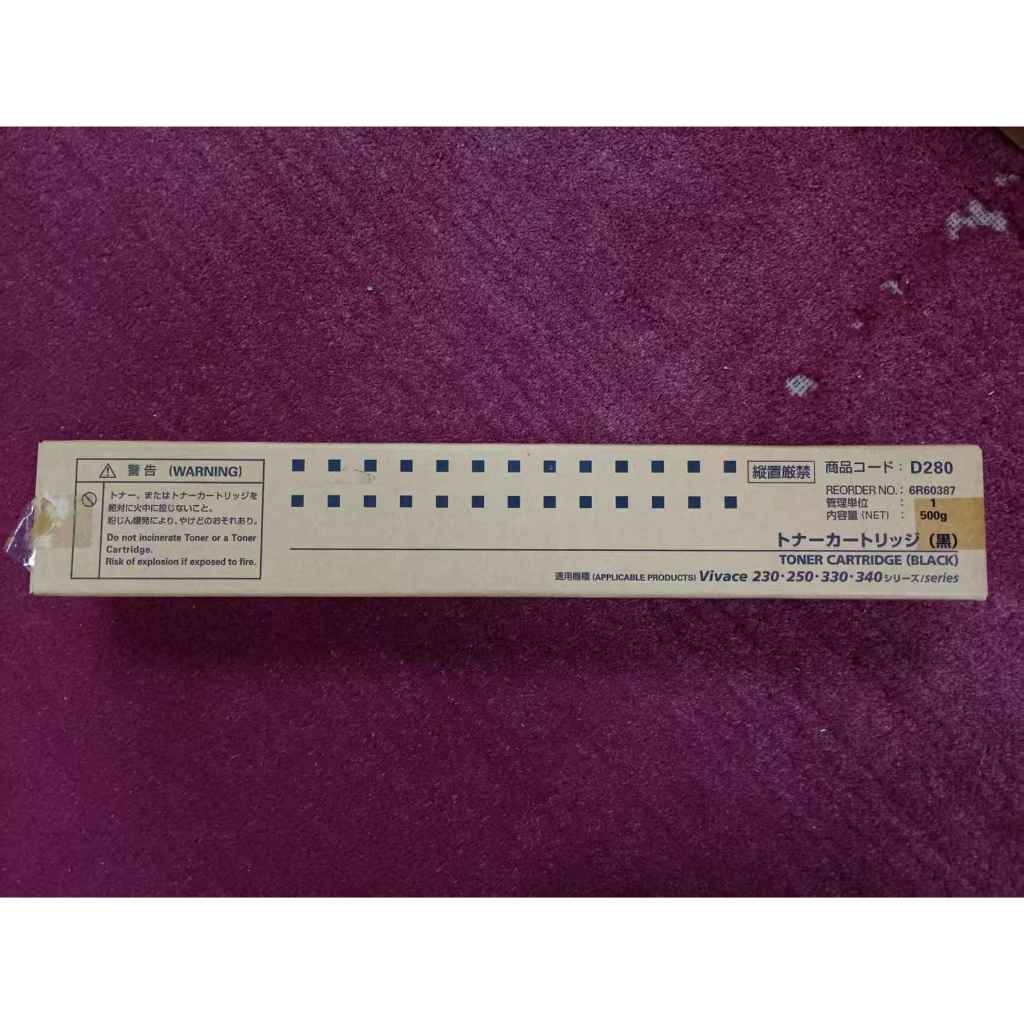 警告 (WARNING)
トナー、またはトナーカートリッジを
絶対に火中に投じないこと。
粉じん爆発により、やけどのおそれあり。
Do not incinerate Toner or a Toner
Cartridge.
Risk of explosion if exposed to fire.
縦置厳禁
商品コード : D280
REORDER NO. : 6R60387
管理単位 : 1
内容量 (NET) : 500g
トナーカートリッジ (黒)
TONER CARTRIDGE (BLACK)
適用機種 (APPLICABLE PRODUCTS) Vivace 230・250・330・340シリーズ/series